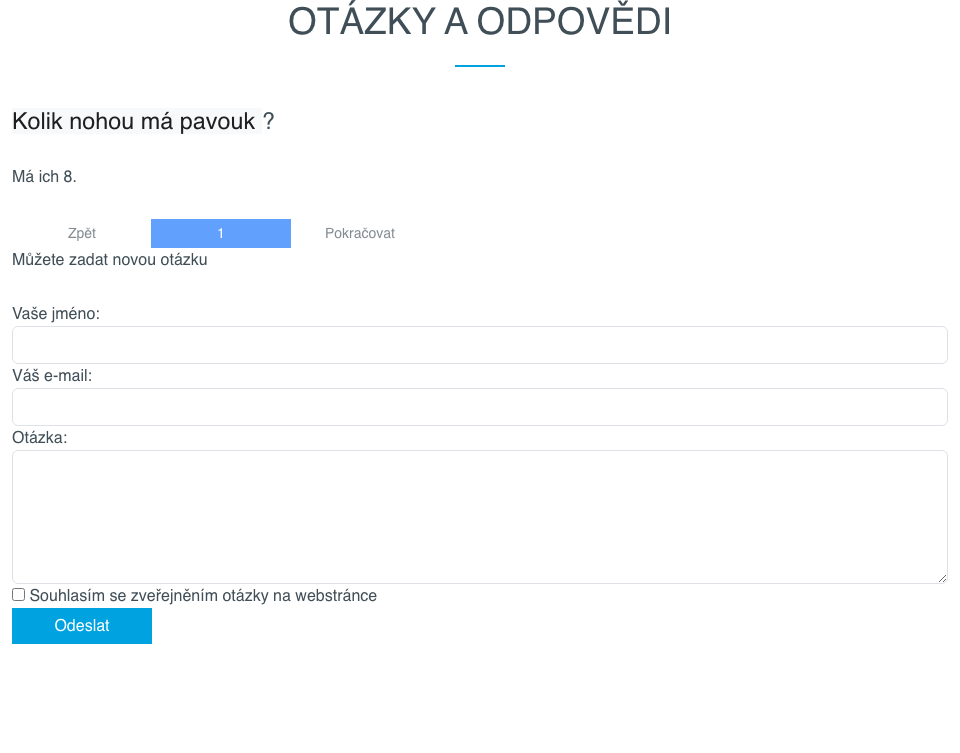 OTÁZKY A ODPOVĚDI
Kolik nohou má pavouk ?
Má ich 8.
Zpět 1 Pokračovat
Můžete zadat novou otázku
Vaše jméno:
Váš e-mail:
Otázka:
Souhlasím se zveřejněním otázky na webstránce
Odeslat